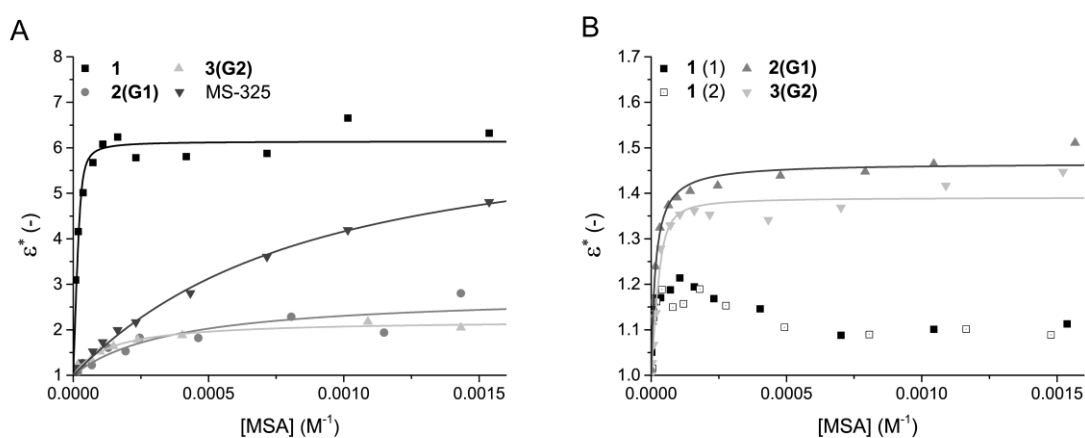 A
8
7
6
5
4
3
2
1
ε* (-)
1
3(G2)
2(G1)
MS-325
0.0000
0.0005
0.0010
0.0015
[MSA] (M⁻¹)
B
1.7
1.6
1.5
1.4
1.3
1.2
1.1
1.0
ε* (-)
1 (1)
2(G1)
1 (2)
3(G2)
0.0000
0.0005
0.0010
0.0015
[MSA] (M⁻¹)